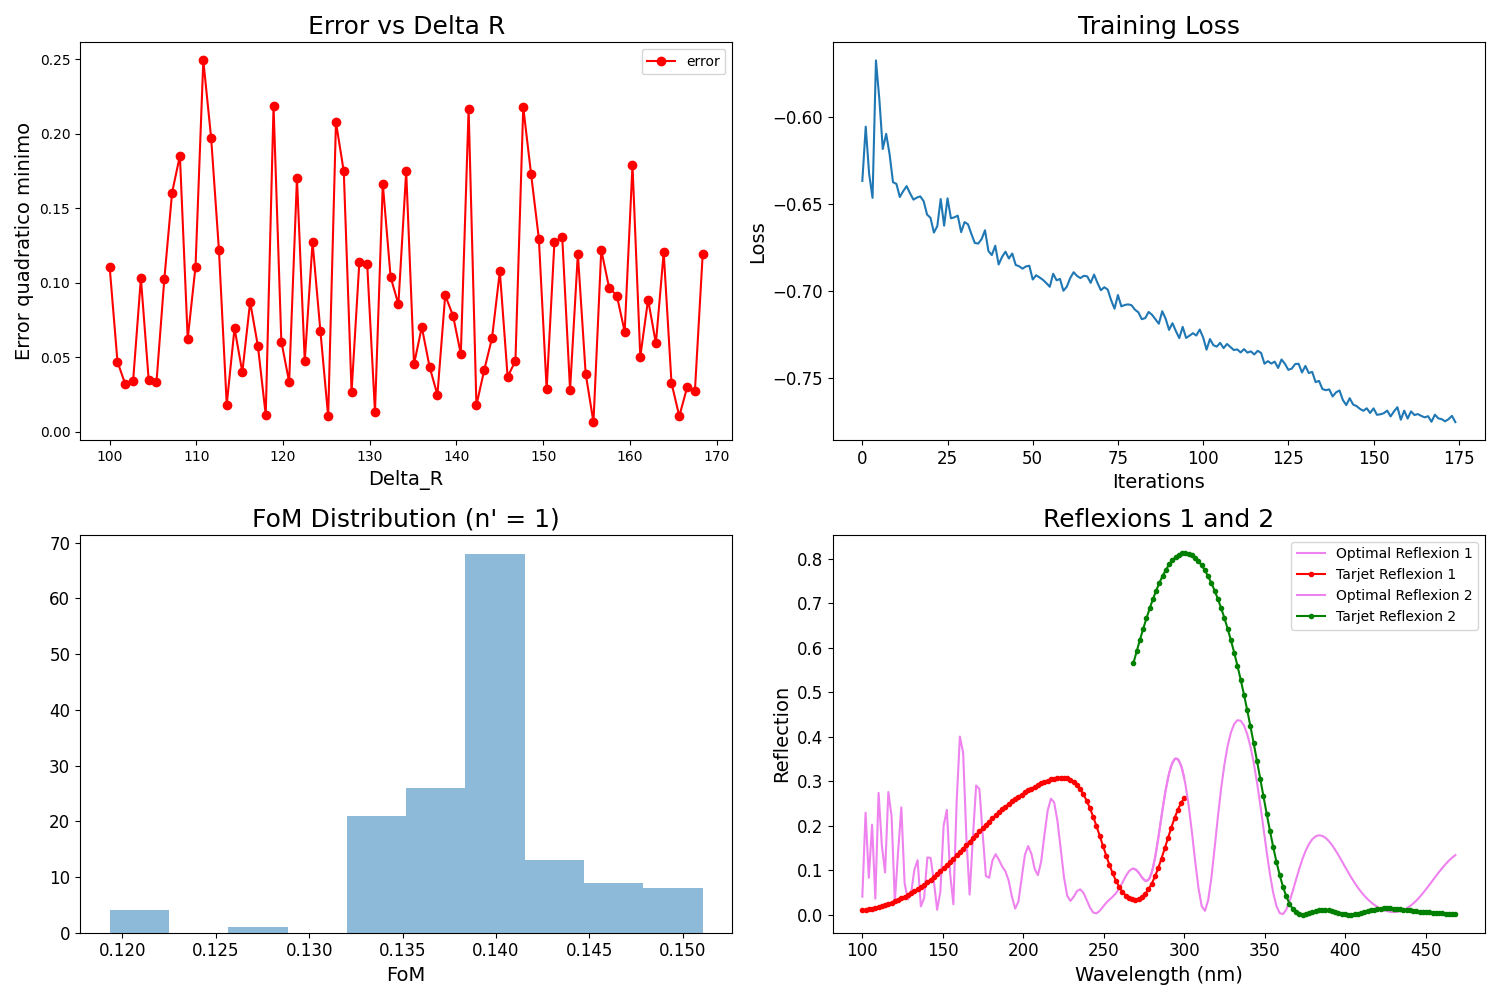 Error vs Delta R
error
Error quadratico minimo
0.25
0.20
0.15
0.10
0.05
0.00
100 110 120 130 140 150 160 170
Delta_R
Training Loss
Loss
−0.60
−0.65
−0.70
−0.75
0 25 50 75 100 125 150 175
Iterations
FoM Distribution (n' = 1)
70
60
50
40
30
20
10
0
0.120 0.125 0.130 0.135 0.140 0.145 0.150
FoM
Reflexions 1 and 2
Optimal Reflexion 1
Tarjet Reflexion 1
Optimal Reflexion 2
Tarjet Reflexion 2
Reflection
0.8
0.7
0.6
0.5
0.4
0.3
0.2
0.1
0.0
100 150 200 250 300 350 400 450
Wavelength (nm)